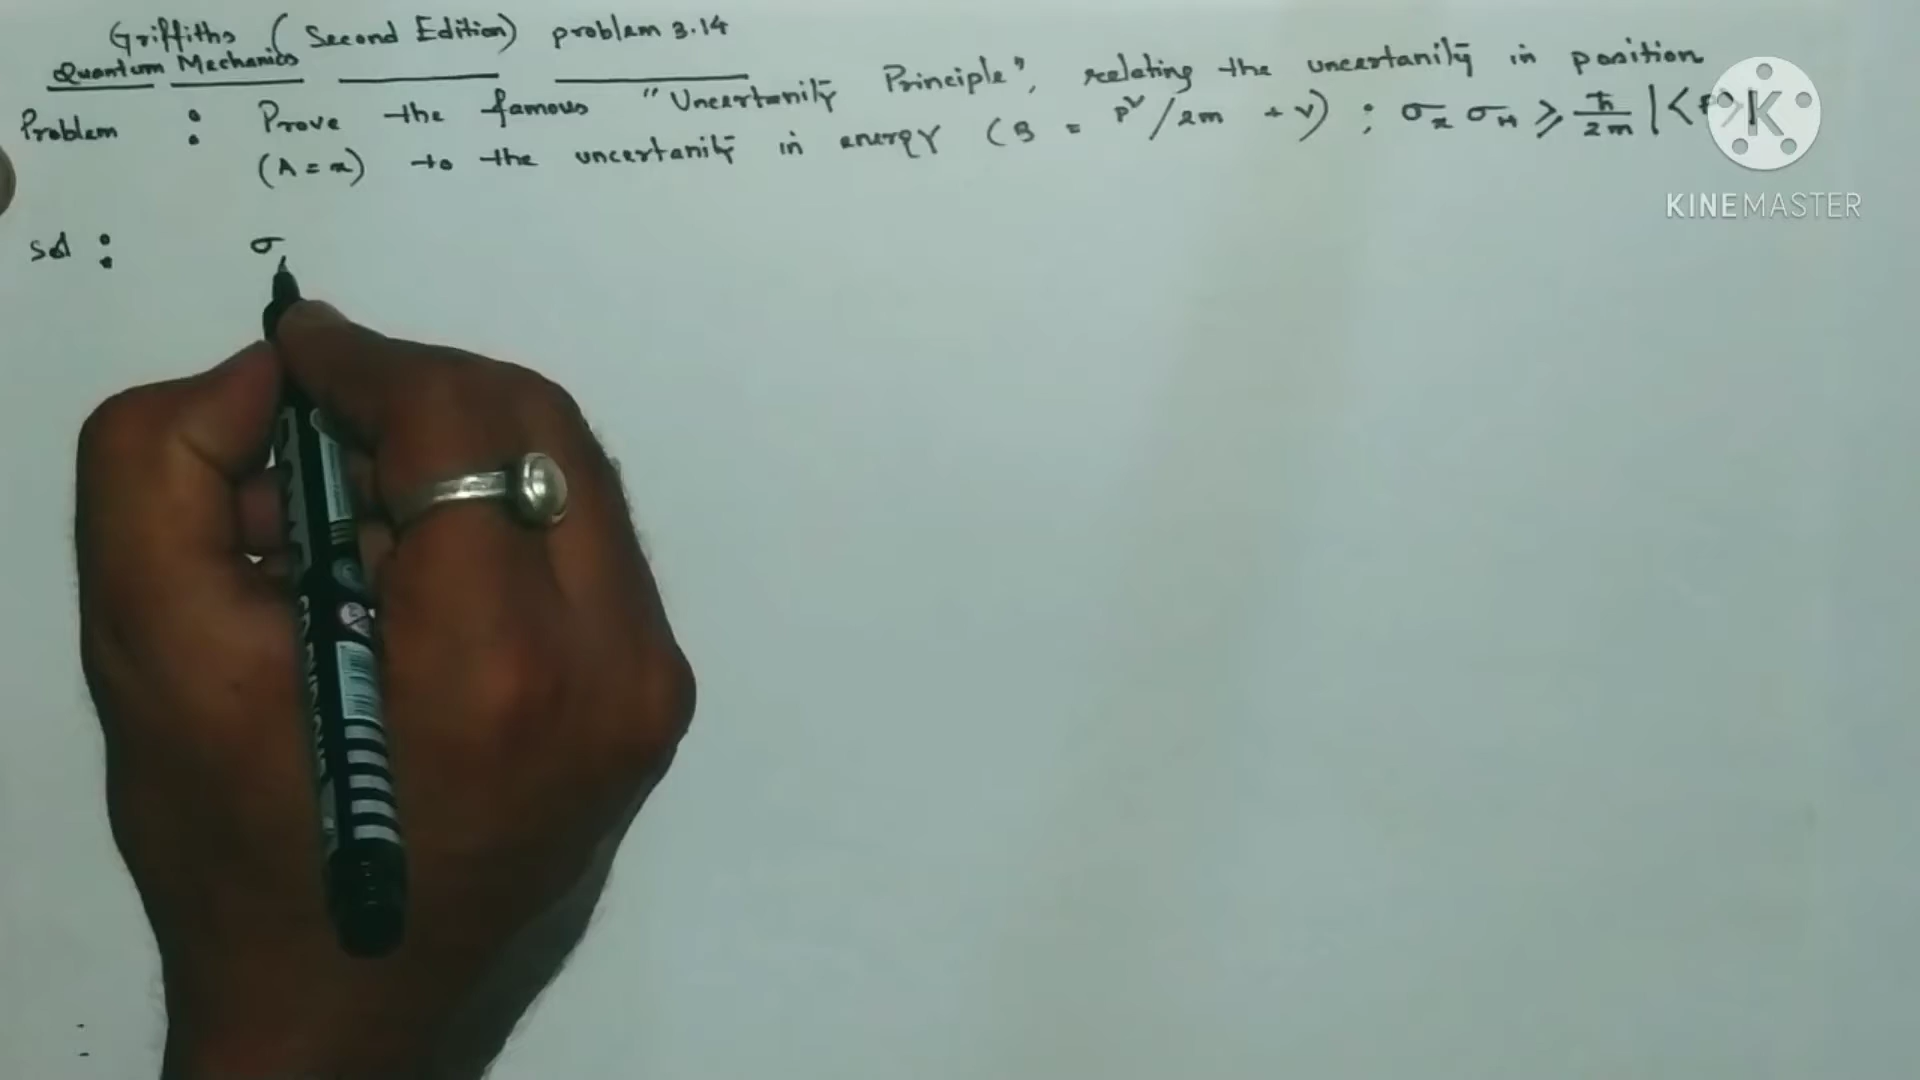 Griffiths (Second Edition) problem 3.14
Quantum Mechanics
Problem : Prove the famous "Uncertanity Principle", relating the uncertanity in position
(A = x) to the uncertanity in energy (B = p²/2m + V) ; σx σH ≥ ħ/2m |<P>|
Sol : σ
KINEMASTER